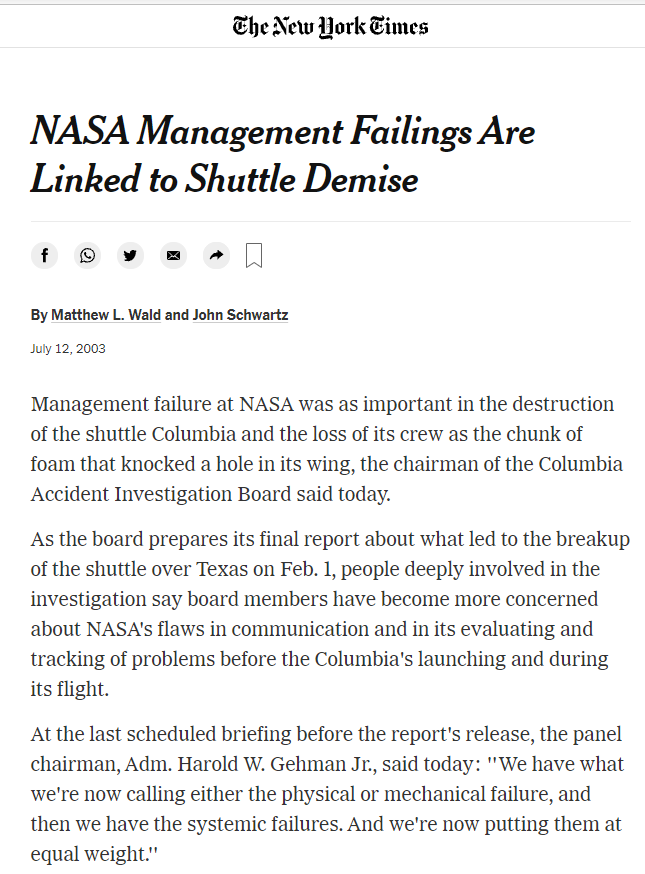 The New York Times
NASA Management Failings Are
Linked to Shuttle Demise
By Matthew L. Wald and John Schwartz
July 12, 2003
Management failure at NASA was as important in the destruction
of the shuttle Columbia and the loss of its crew as the chunk of
foam that knocked a hole in its wing, the chairman of the Columbia
Accident Investigation Board said today.
As the board prepares its final report about what led to the breakup
of the shuttle over Texas on Feb. 1, people deeply involved in the
investigation say board members have become more concerned
about NASA's flaws in communication and in its evaluating and
tracking of problems before the Columbia's launching and during
its flight.
At the last scheduled briefing before the report's release, the panel
chairman, Adm. Harold W. Gehman Jr., said today: ''We have what
we're now calling either the physical or mechanical failure, and
then we have the systemic failures. And we're now putting them at
equal weight.''